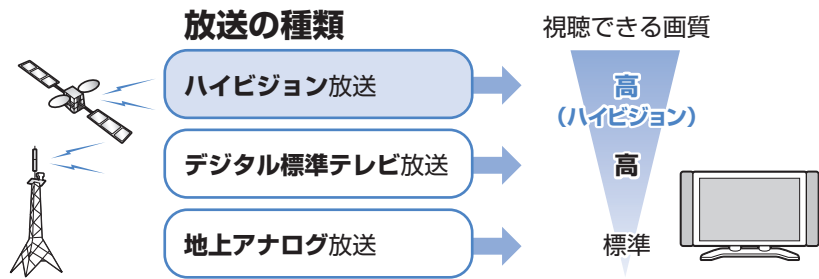 放送の種類
視聴できる画質
ハイビジョン放送
高
（ハイビジョン）
デジタル標準テレビ放送
高
地上アナログ放送
標準